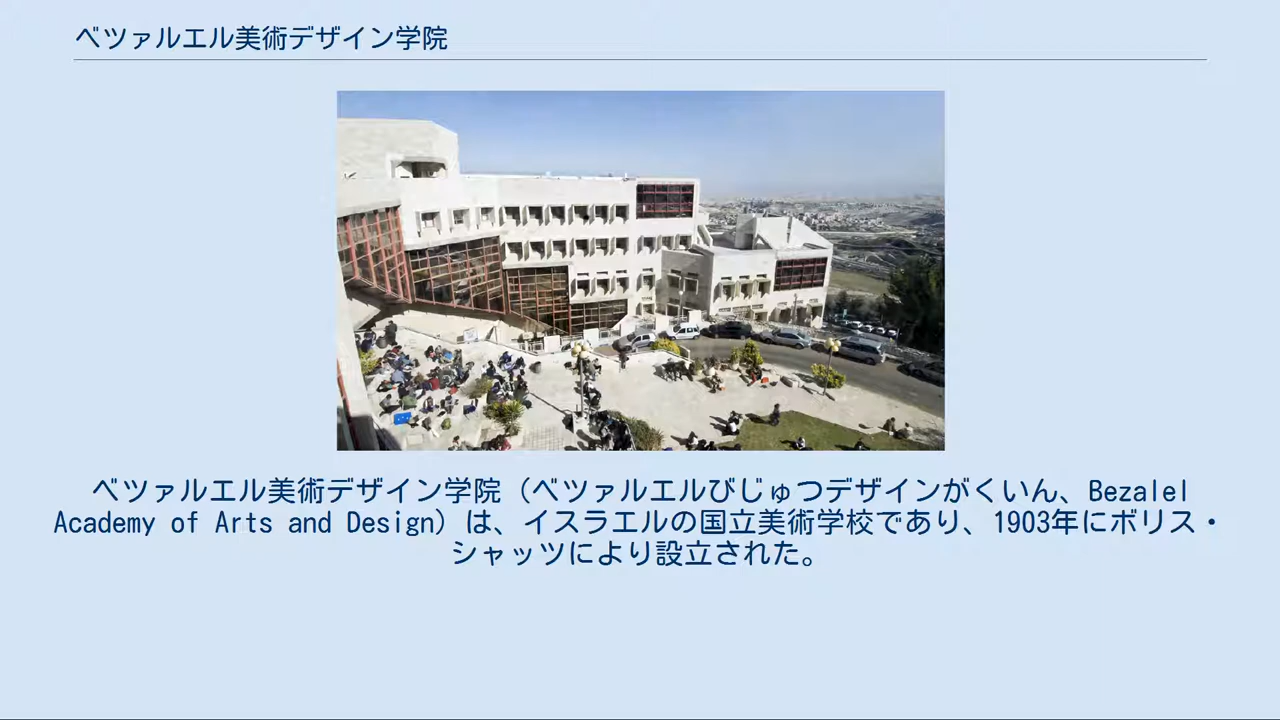 ベツァルエル美術デザイン学院
ベツァルエル美術デザイン学院（ベツァルエルびじゅつデザインがくいん、Bezalel
Academy of Arts and Design）は、イスラエルの国立美術学校であり、1903年にボリス・
シャッツにより設立された。